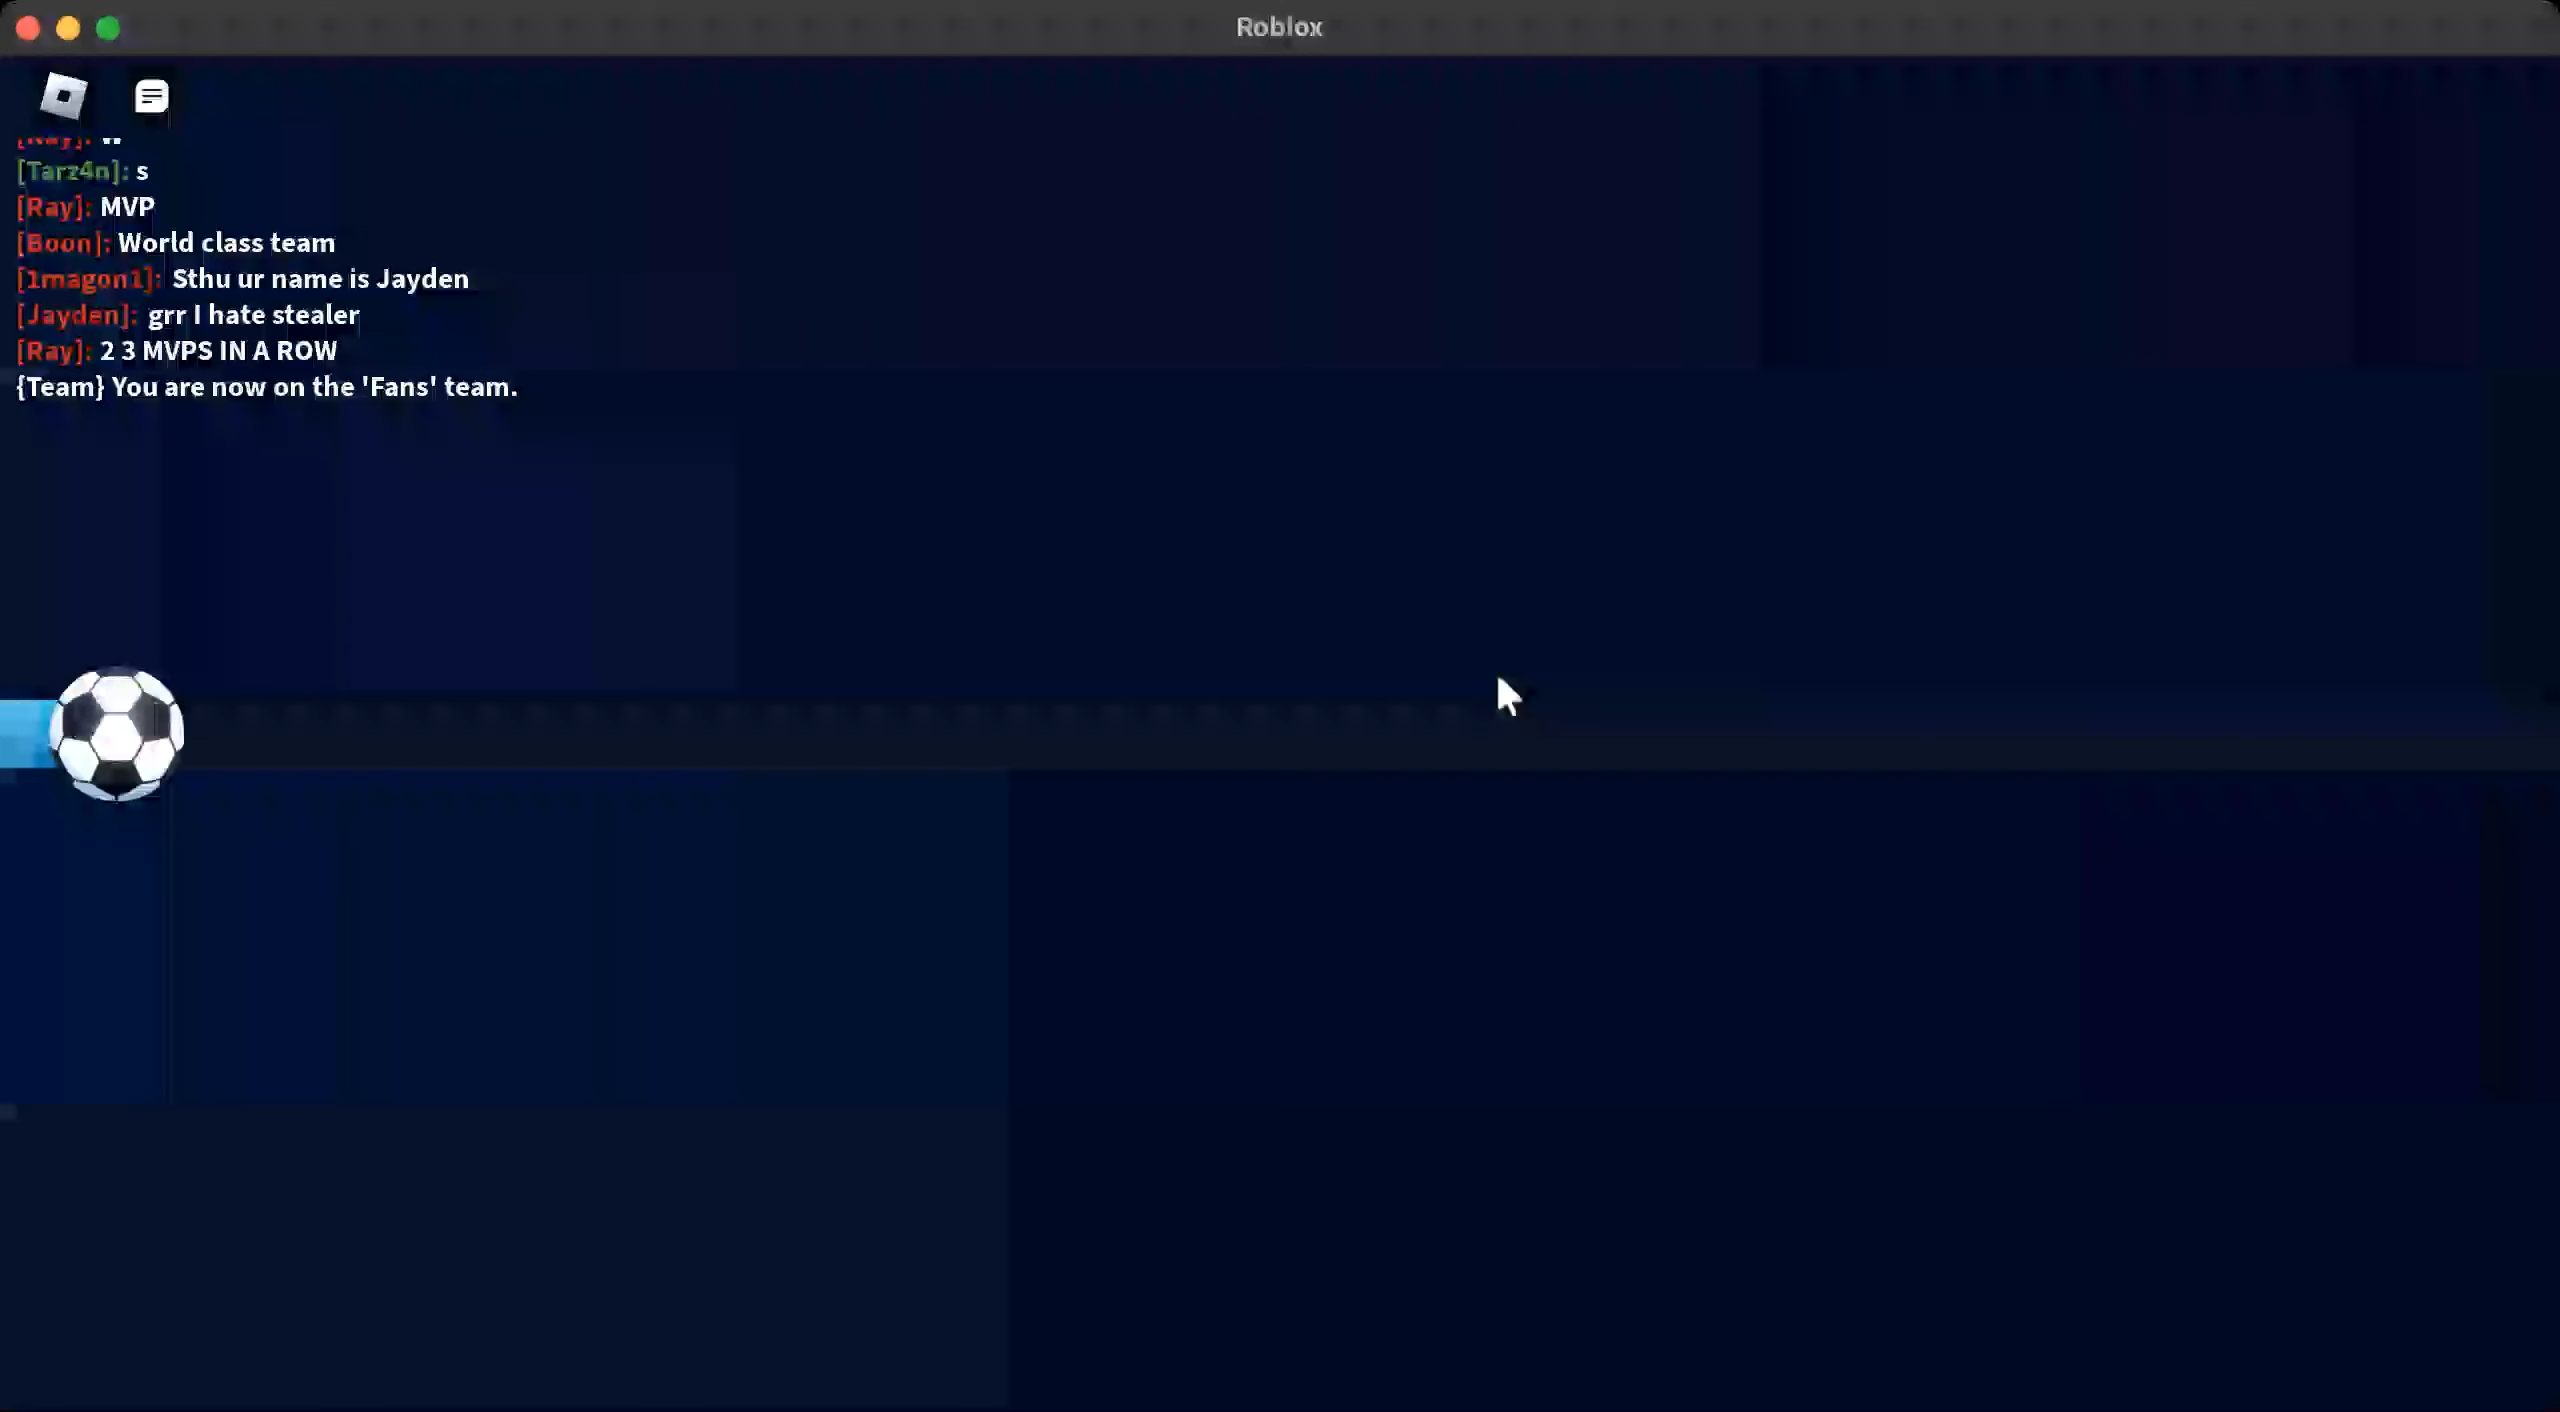 Roblox
[Tarz4n]: s
[Ray]: MVP
[Boon]: World class team
[1magon1]: Sthu ur name is Jayden
[Jayden]: grr I hate stealer
[Ray]: 2 3 MVPS IN A ROW
{Team} You are now on the 'Fans' team.